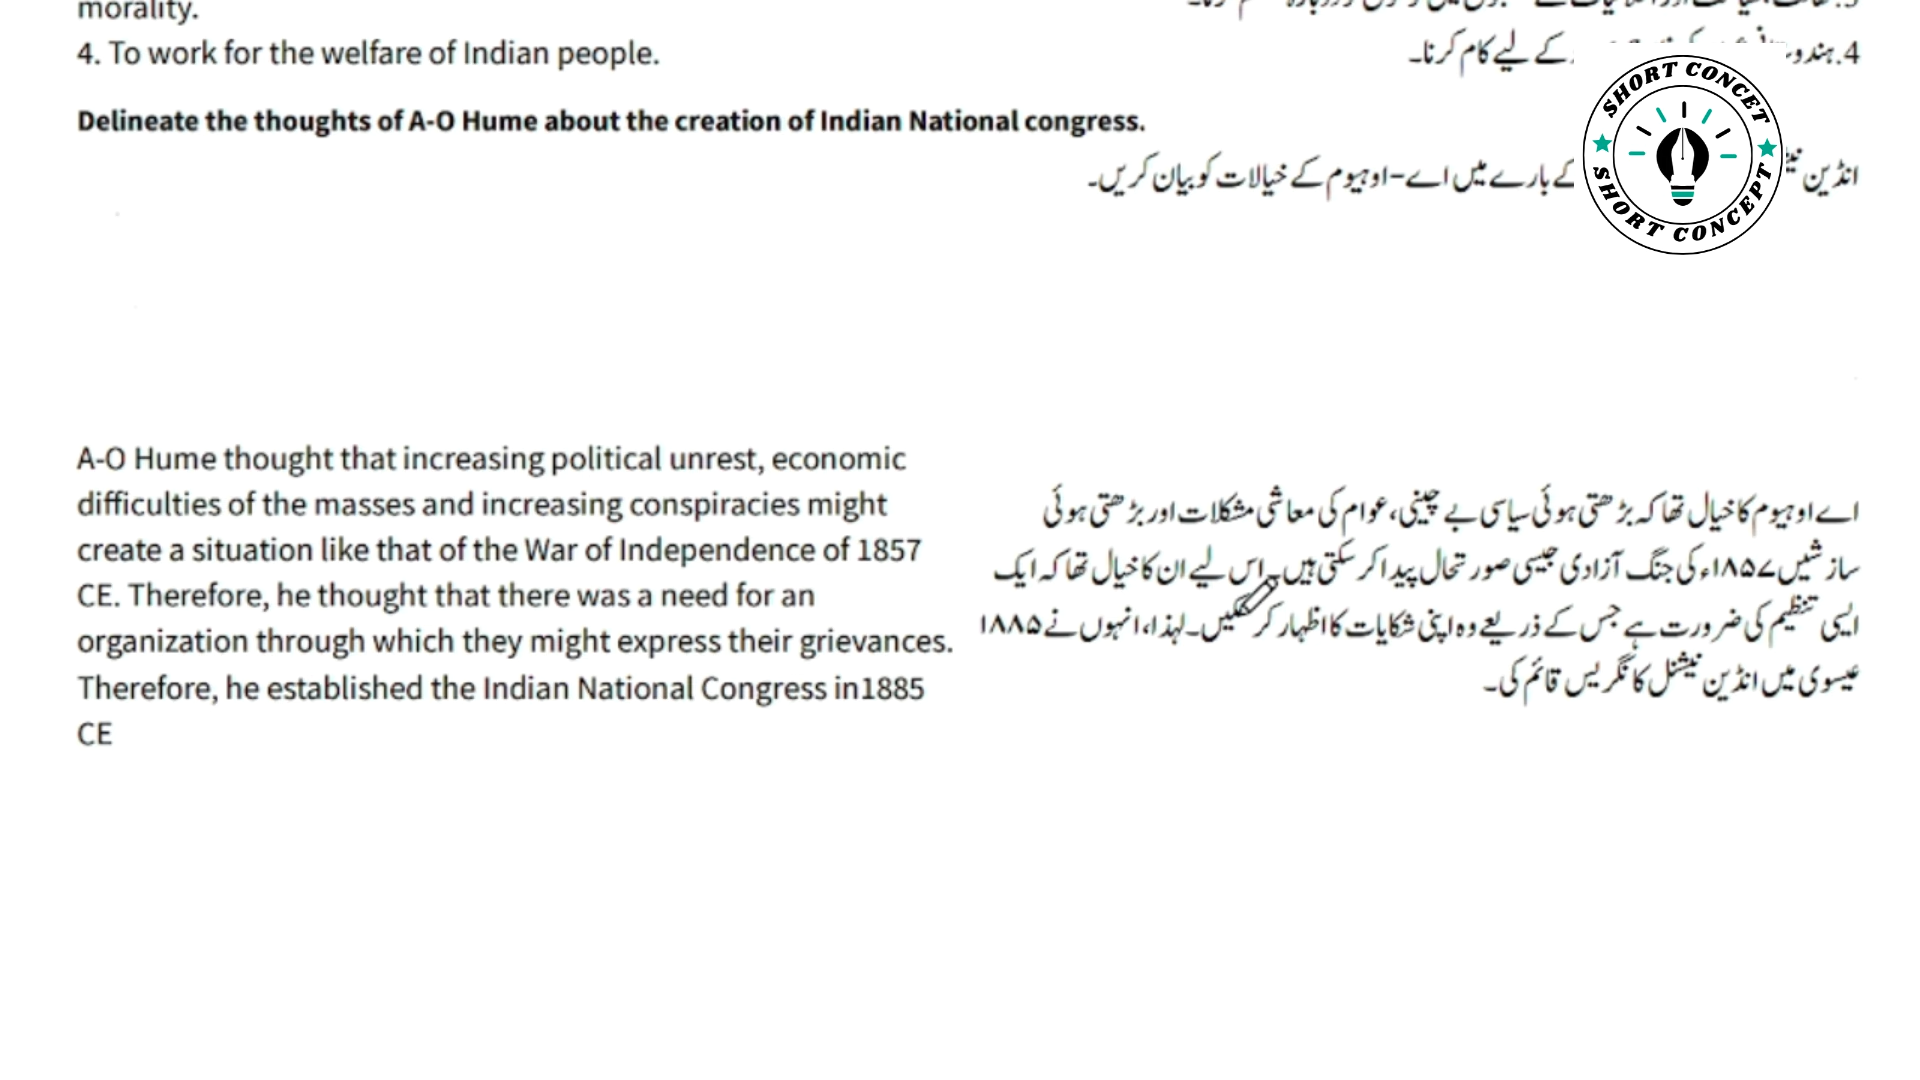 morality.
4. To work for the welfare of Indian people.
4. ہندو کے لیے کام کرنا۔
Delineate the thoughts of A-O Hume about the creation of Indian National congress.
انڈین کے بارے میں اے-او ہیوم کے خیالات کو بیان کریں۔
SHORT CONCET
SHORT CONCEPT
A-O Hume thought that increasing political unrest, economic
difficulties of the masses and increasing conspiracies might
create a situation like that of the War of Independence of 1857
CE. Therefore, he thought that there was a need for an
organization through which they might express their grievances.
Therefore, he established the Indian National Congress in1885
CE
اے او ہیوم کا خیال تھا کہ بڑھتی ہوئی سیاسی بے چینی، عوام کی معاشی مشکلات اور بڑھتی ہوئی
سازشیں ۱۸۵۷ء کی جنگ آزادی جیسی صورتحال پیدا کر سکتی ہیں۔ اس لیے ان کا خیال تھا کہ ایک
ایسی تنظیم کی ضرورت ہے جس کے ذریعے وہ اپنی شکایات کا اظہار کر سکیں۔ لہذا، انہوں نے ۱۸۸۵
عیسوی میں انڈین نیشنل کانگریس قائم کی۔